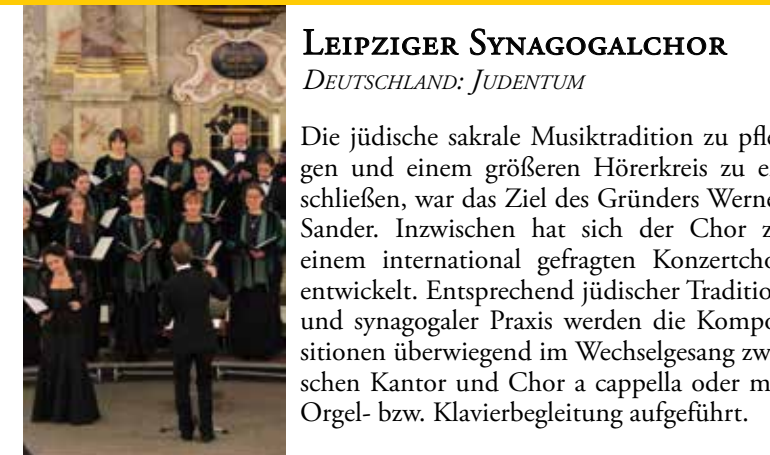 Leipziger Synagogalchor
Deutschland: Judentum
Die jüdische sakrale Musiktradition zu pfle
gen und einem größeren Hörerkreis zu e
schließen, war das Ziel des Gründers Werne
Sander. Inzwischen hat sich der Chor z
einem international gefragten Konzertcho
entwickelt. Entsprechend jüdischer Traditio
und synagogaler Praxis werden die Kompo
sitionen überwiegend im Wechselgesang zw
schen Kantor und Chor a cappella oder m
Orgel- bzw. Klavierbegleitung aufgeführt.